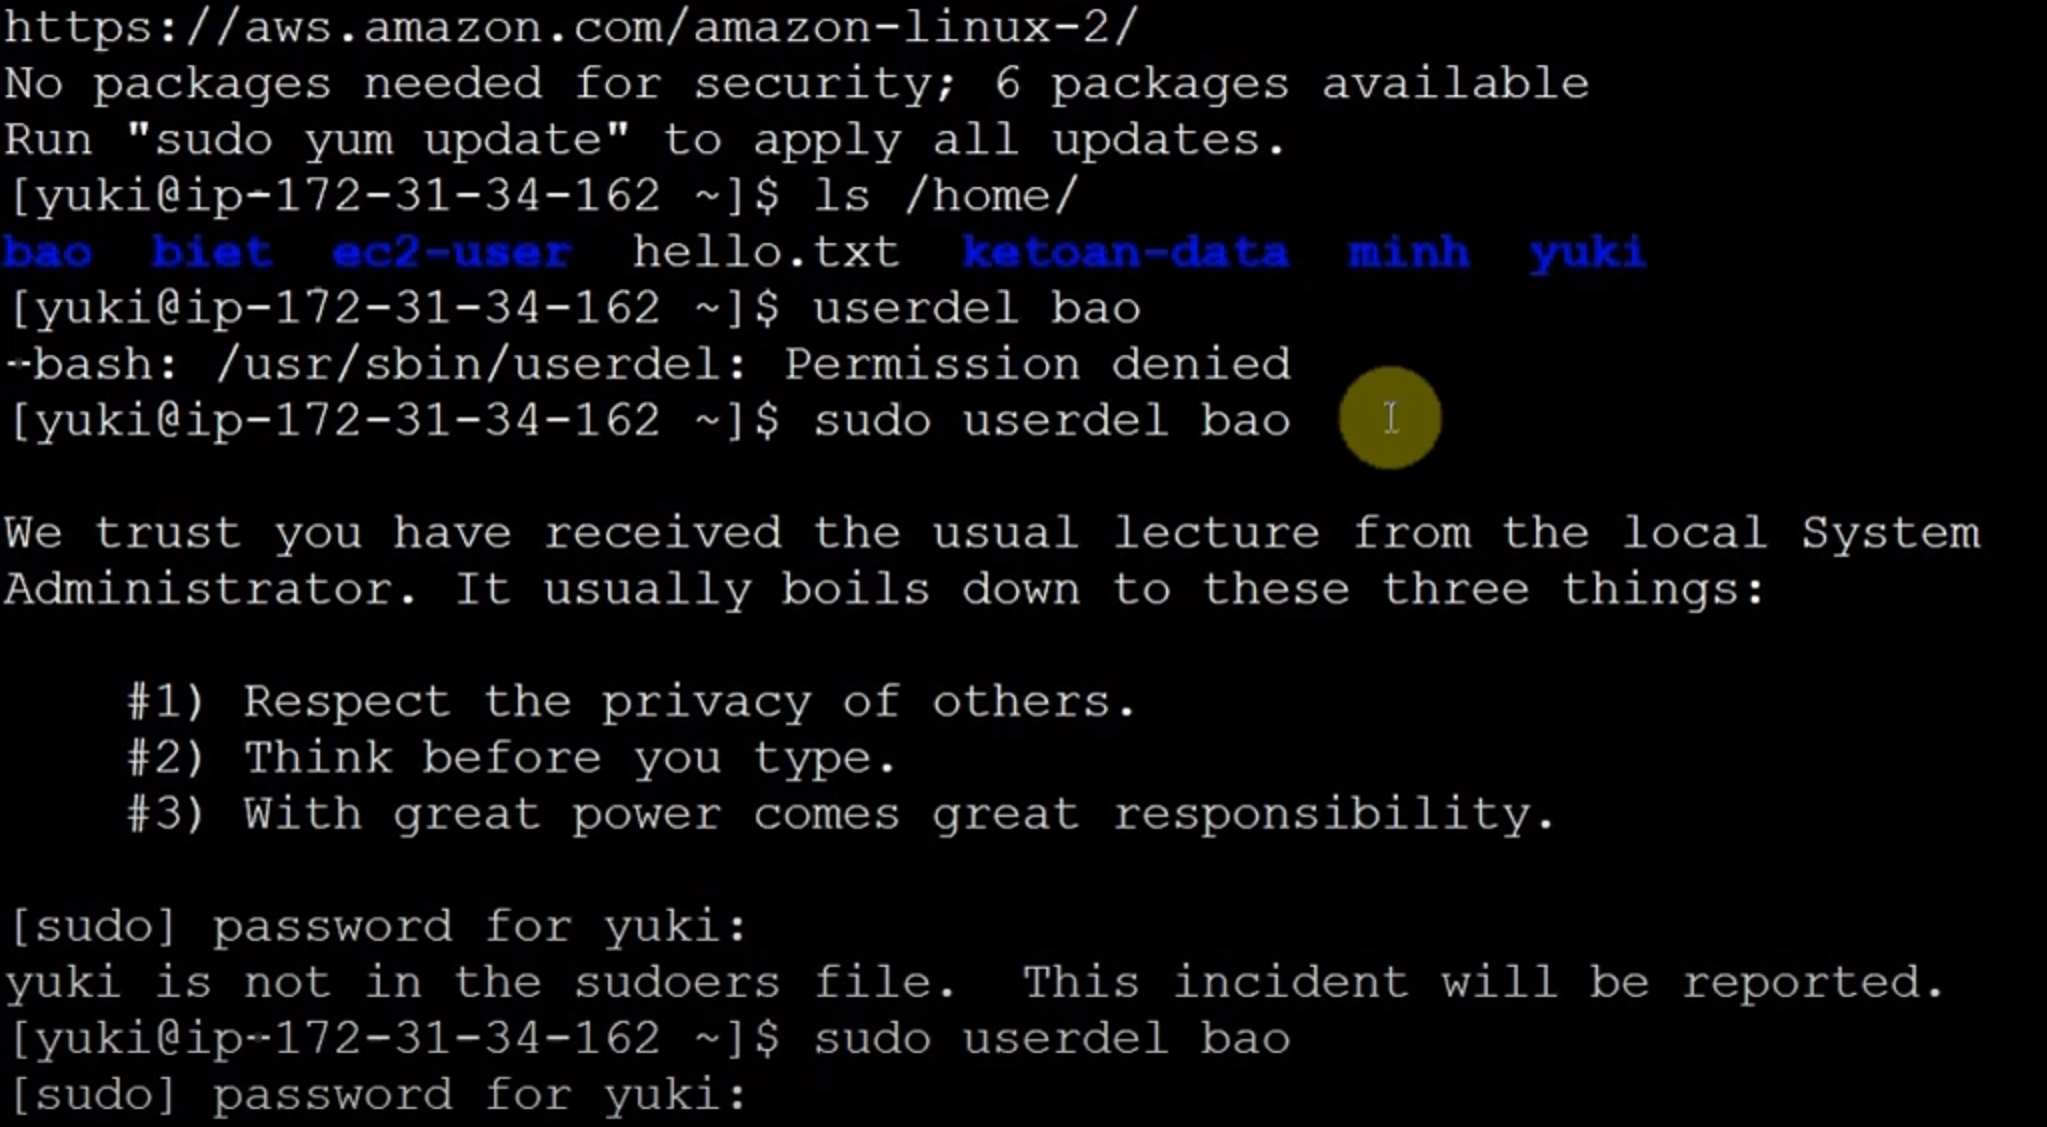 https://aws.amazon.com/amazon-linux-2/
No packages needed for security; 6 packages available
Run "sudo yum update" to apply all updates.
[yuki@ip-172-31-34-162 ~]$ ls /home/
bao  biet  ec2-user  hello.txt  ketoan-data  minh  yuki
[yuki@ip-172-31-34-162 ~]$ userdel bao
-bash: /usr/sbin/userdel: Permission denied
[yuki@ip-172-31-34-162 ~]$ sudo userdel bao
We trust you have received the usual lecture from the local System
Administrator. It usually boils down to these three things:
#1) Respect the privacy of others.
#2) Think before you type.
#3) With great power comes great responsibility.
[sudo] password for yuki:
yuki is not in the sudoers file.  This incident will be reported.
[yuki@ip-172-31-34-162 ~]$ sudo userdel bao
[sudo] password for yuki: